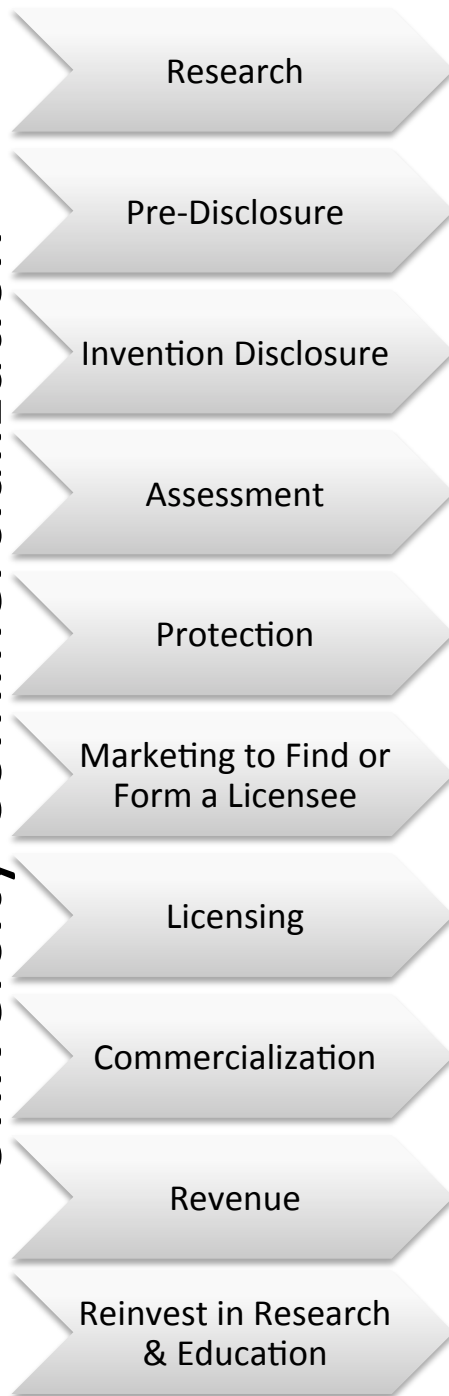 Research
Pre-Disclosure
Invention Disclosure
Assessment
Protection
Marketing to Find or
Form a Licensee
Licensing
Commercialization
Revenue
Reinvest in Research
& Education